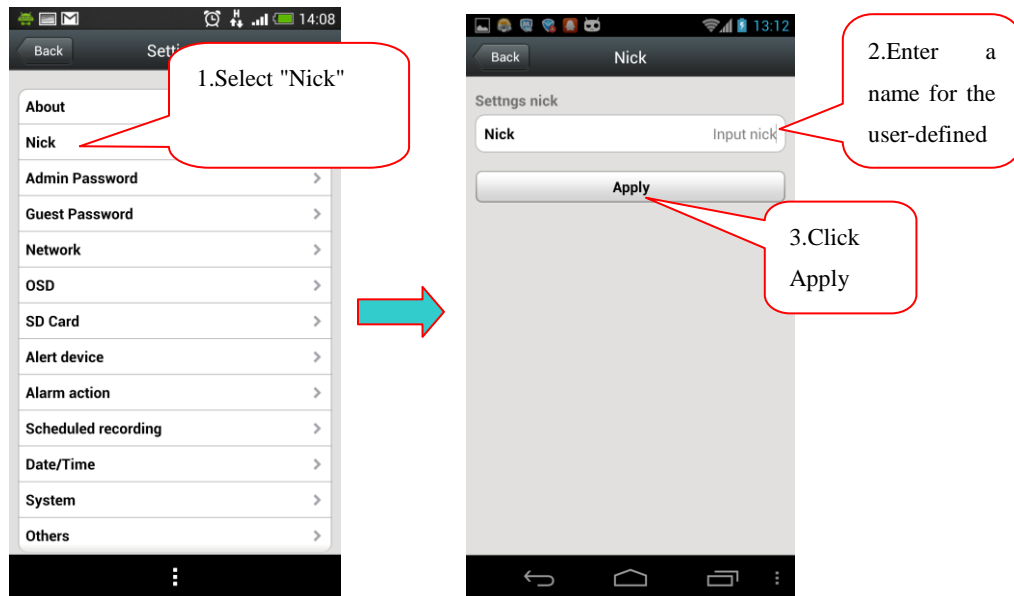 14:08
Back Setti
1.Select "Nick"
About
Nick
Admin Password
Guest Password
Network
OSD
SD Card
Alert device
Alarm action
Scheduled recording
Date/Time
System
Others
13:12
Back Nick
Settngs nick
Nick Input nick
Apply
2.Enter a
name for the
user-defined
3.Click
Apply